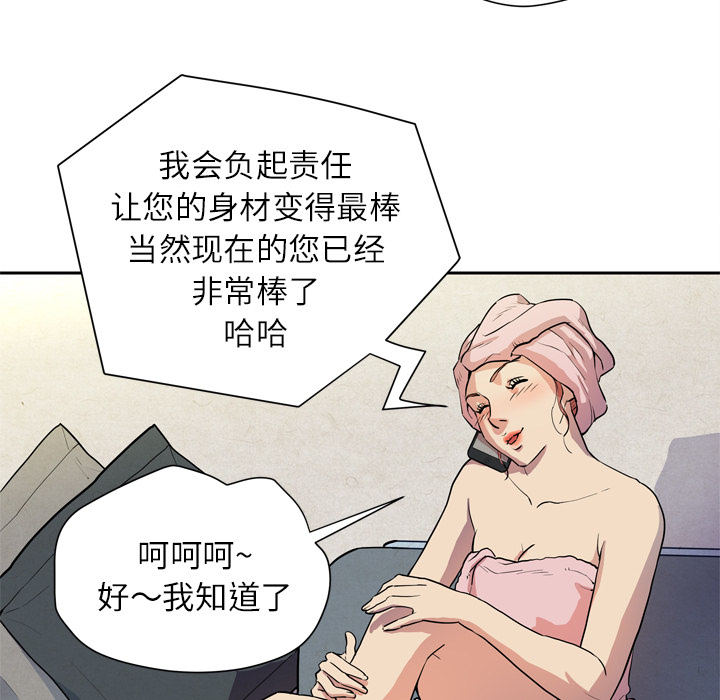 我会负起责任
让您的身材变得最棒
当然现在的您已经
非常棒了
哈哈
呵呵呵~
好～我知道了